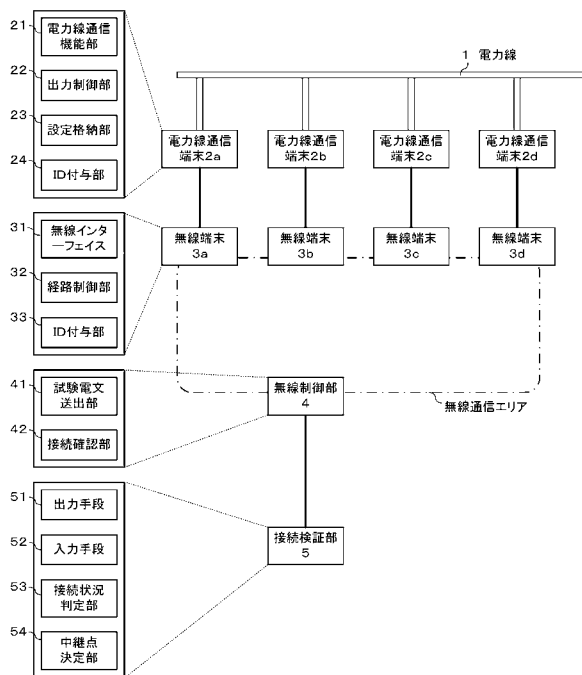 21
電力線通信
機能部
22
出力制御部
23
設定格納部
24
ID付与部
1 電力線
電力線通信
端末2a
電力線通信
端末2b
電力線通信
端末2c
電力線通信
端末2d
31
無線インタ
ーフェイス
32
経路制御部
33
ID付与部
無線端末
3a
無線端末
3b
無線端末
3c
無線端末
3d
41
試験電文
送出部
42
接続確認部
無線制御部
4
無線通信エリア
51
出力手段
52
入力手段
53
接続状況
判定部
54
中継点
決定部
接続検証部
5